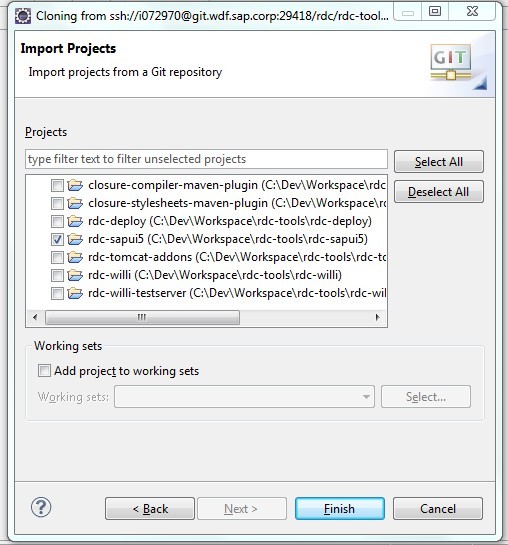 Cloning from ssh://i072970@git.wdf.sap.corp:29418/rdc/rdc-tool...
Import Projects
Import projects from a Git repository
GIT
Projects
type filter text to filter unselected projects
Select All
closure-compiler-maven-plugin (C:\Dev\Workspace\rdc
Deselect All
closure-stylesheets-maven-plugin (C:\Dev\Workspace\
rdc-deploy (C:\Dev\Workspace\rdc-tools\rdc-deploy)
rdc-sapui5 (C:\Dev\Workspace\rdc-tools\rdc-sapui5)
rdc-tomcat-addons (C:\Dev\Workspace\rdc-tools\rdc-to
rdc-willi (C:\Dev\Workspace\rdc-tools\rdc-willi)
rdc-willi-testserver (C:\Dev\Workspace\rdc-tools\rdc-wil
Working sets
Add project to working sets
Working sets:
Select...
?
< Back
Next >
Finish
Cancel